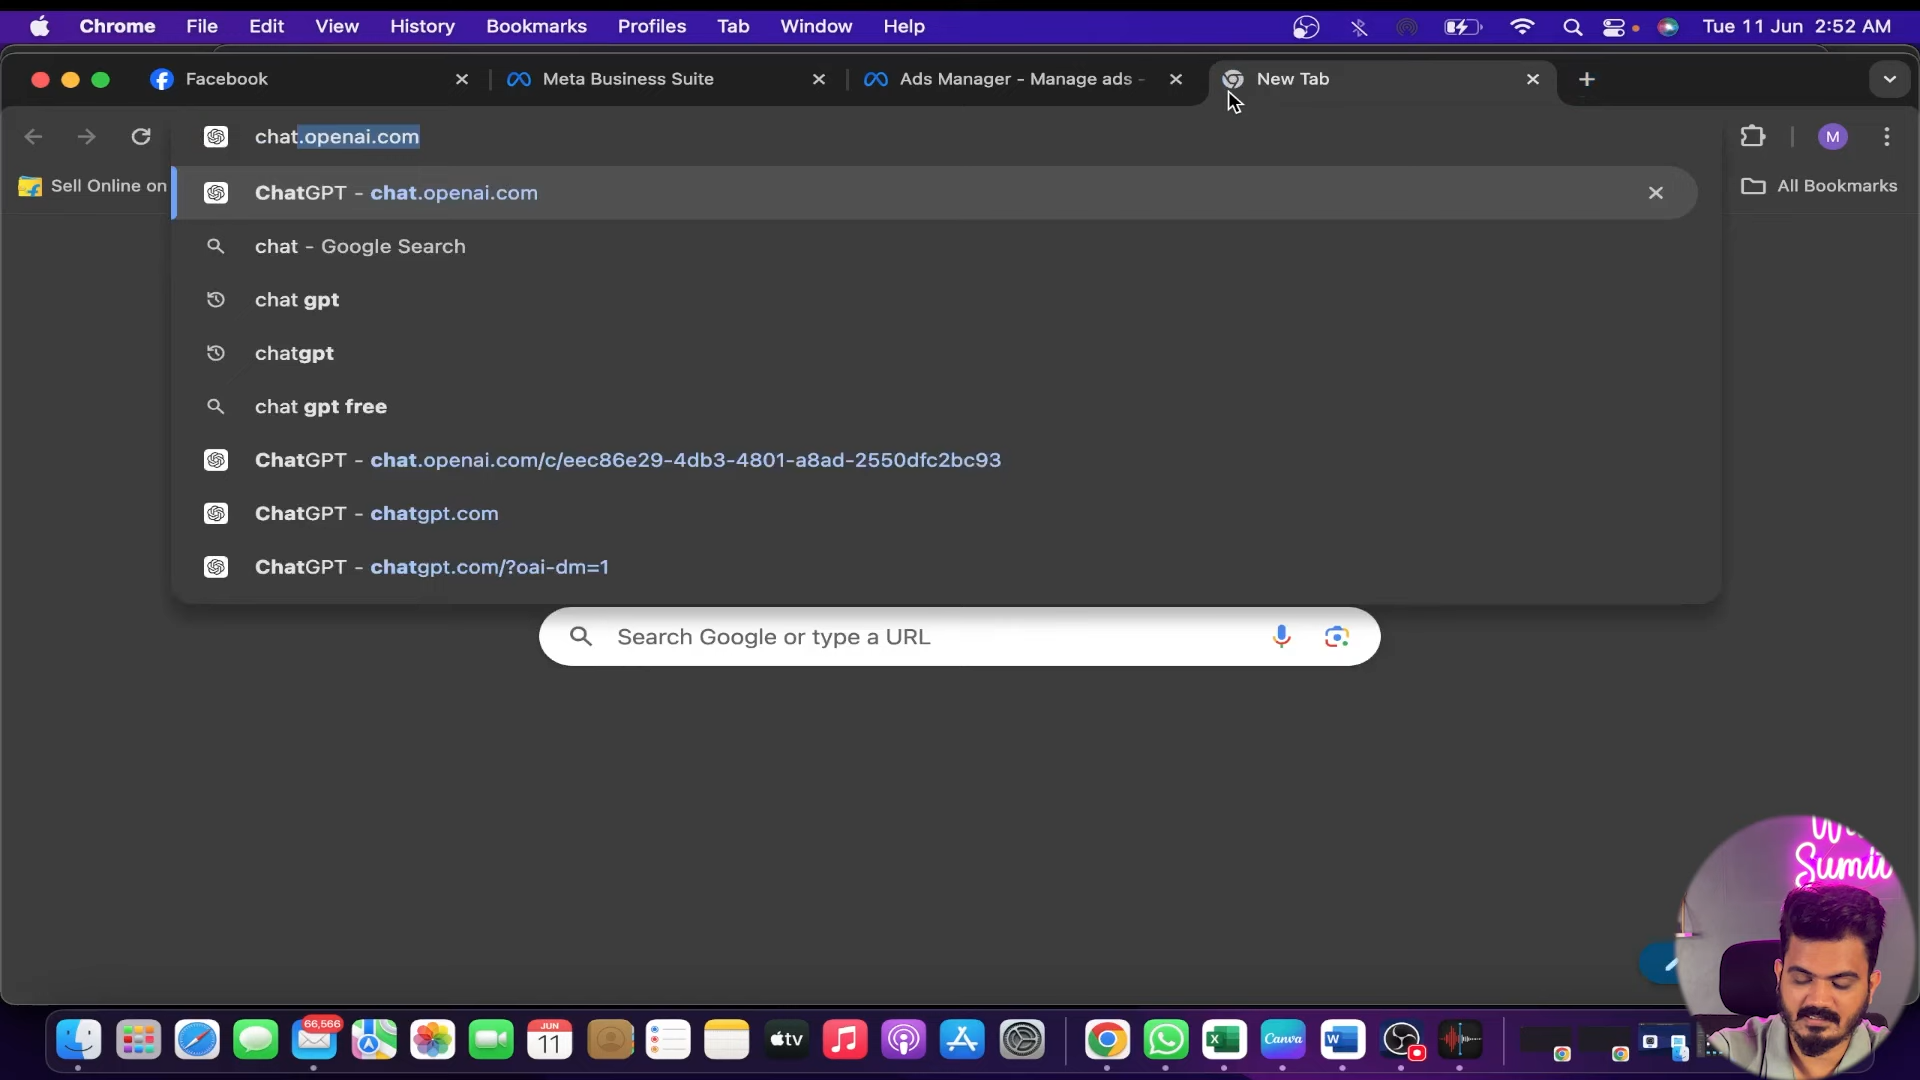 Chrome File Edit View History Bookmarks Profiles Tab Window Help Tue 11 Jun 2:52 AM
Facebook Meta Business Suite Ads Manager - Manage ads - New Tab
chat.openai.com M
Sell Online on All Bookmarks
ChatGPT - chat.openai.com
chat - Google Search
chat gpt
chatgpt
chat gpt free
ChatGPT - chat.openai.com/c/eec86e29-4db3-4801-a8ad-2550dfc2bc93
ChatGPT - chatgpt.com
ChatGPT - chatgpt.com/?oai-dm=1
Search Google or type a URL
Sumit
66,566
JUN
11
tv
Canva
W